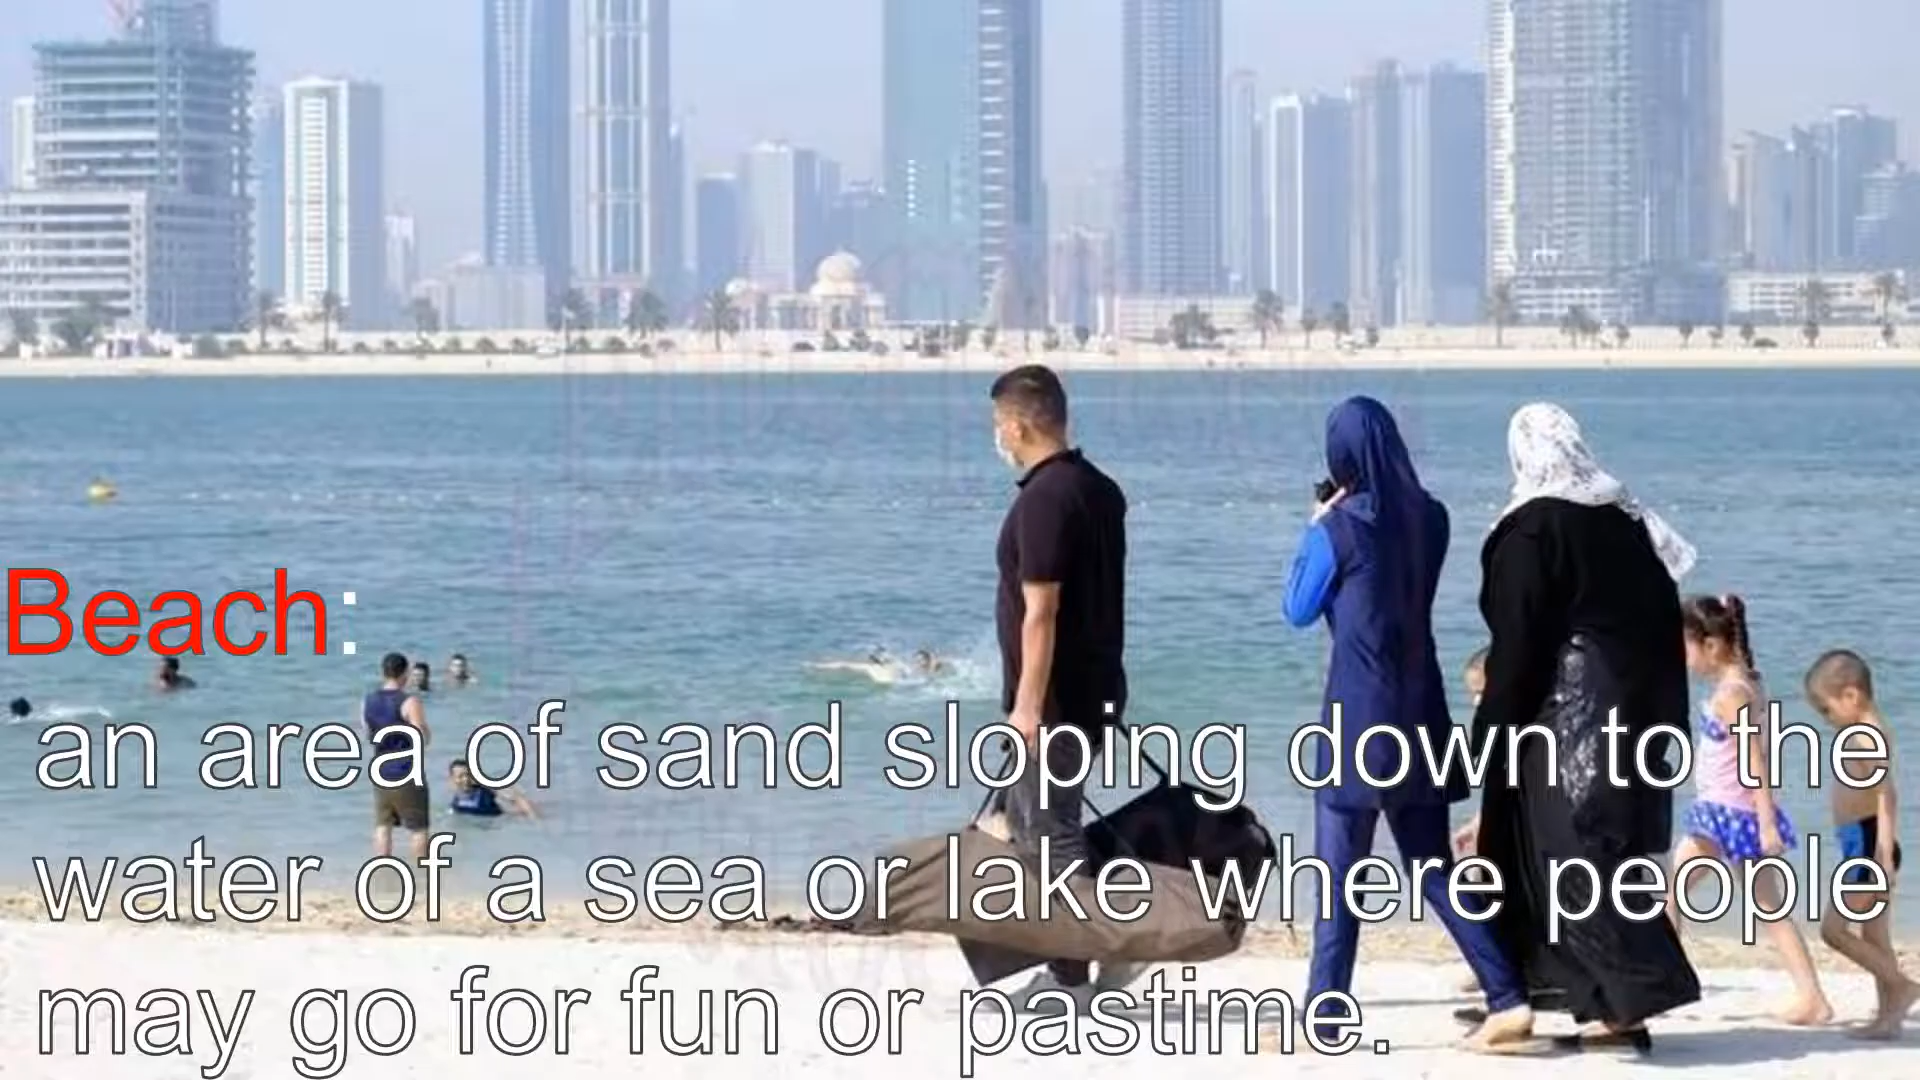 Beach:
an area of sand sloping down to the
water of a sea or lake where people
may go for fun or pastime.